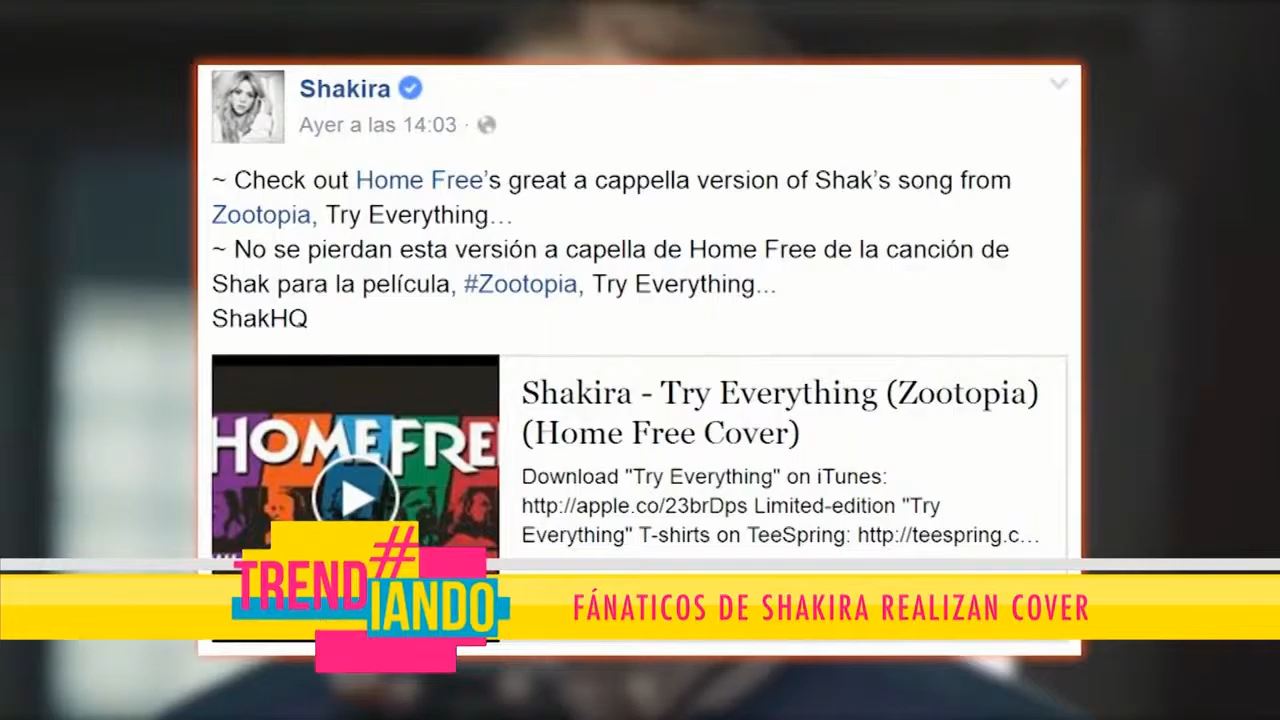 Shakira
Ayer a las 14:03 ·
~ Check out Home Free's great a cappella version of Shak's song from
Zootopia, Try Everything...
~ No se pierdan esta versión a capella de Home Free de la canción de
Shak para la película, #Zootopia, Try Everything...
ShakHQ
HOME FREE
Shakira - Try Everything (Zootopia)
(Home Free Cover)
Download "Try Everything" on iTunes:
http://apple.co/23brDps Limited-edition "Try
Everything" T-shirts on TeeSpring: http://teespring.c...
#
TREND
IANDO
FÁNATICOS DE SHAKIRA REALIZAN COVER